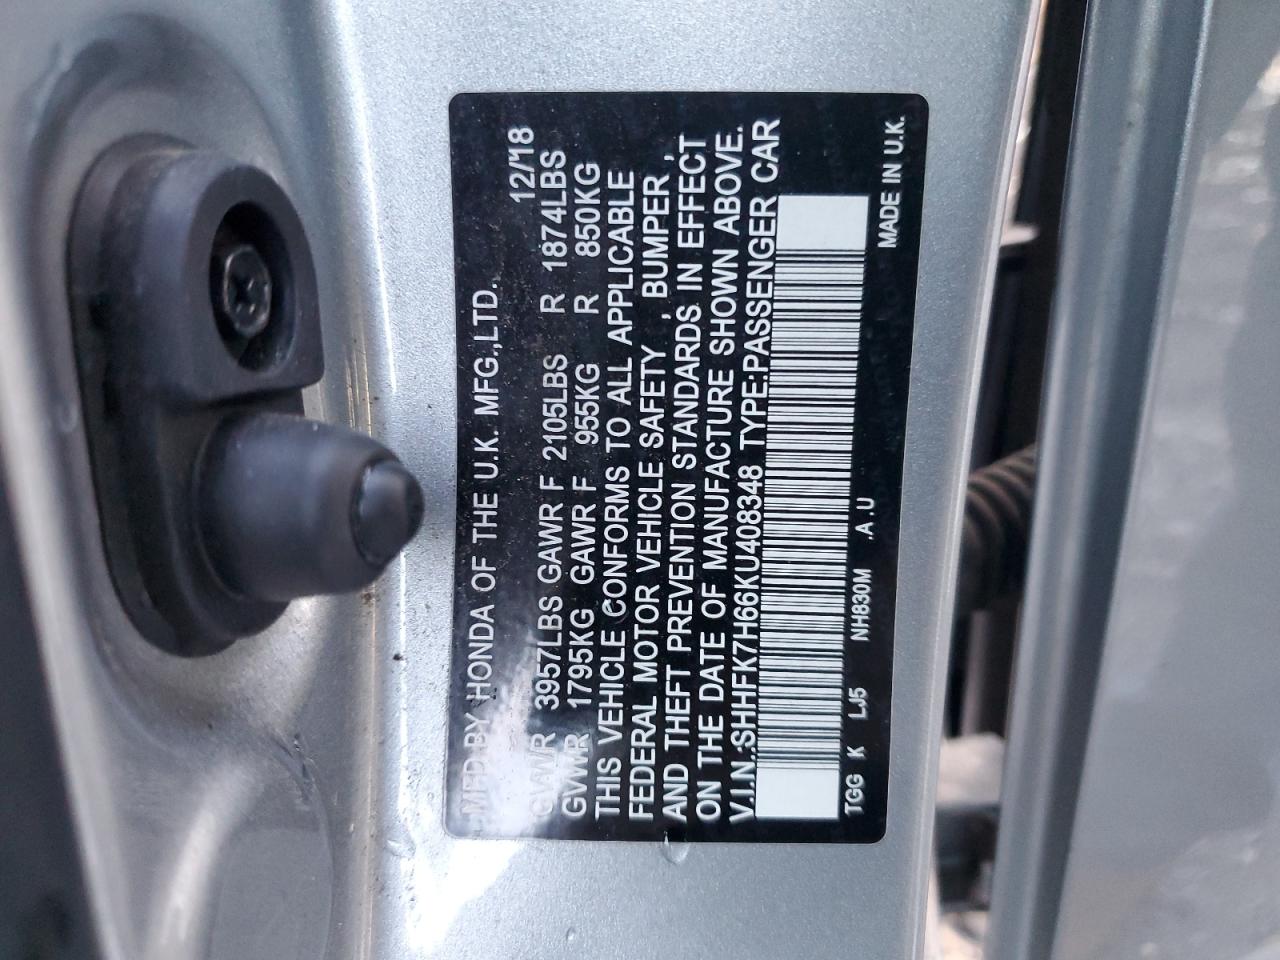 MFD.BY HONDA OF THE U.K. MFG.,LTD. 12/18
GVWR 3957LBS GAWR F 2105LBS R 1874LBS
GVWR 1795KG GAWR F 955KG R 850KG
THIS VEHICLE CONFORMS TO ALL APPLICABLE
FEDERAL MOTOR VEHICLE SAFETY , BUMPER ,
AND THEFT PREVENTION STANDARDS IN EFFECT
ON THE DATE OF MANUFACTURE SHOWN ABOVE.
V.I.N.:SHHFK7H66KU408348 TYPE:PASSENGER CAR
TGG K LJ5 NH830M .A .U MADE IN U.K.